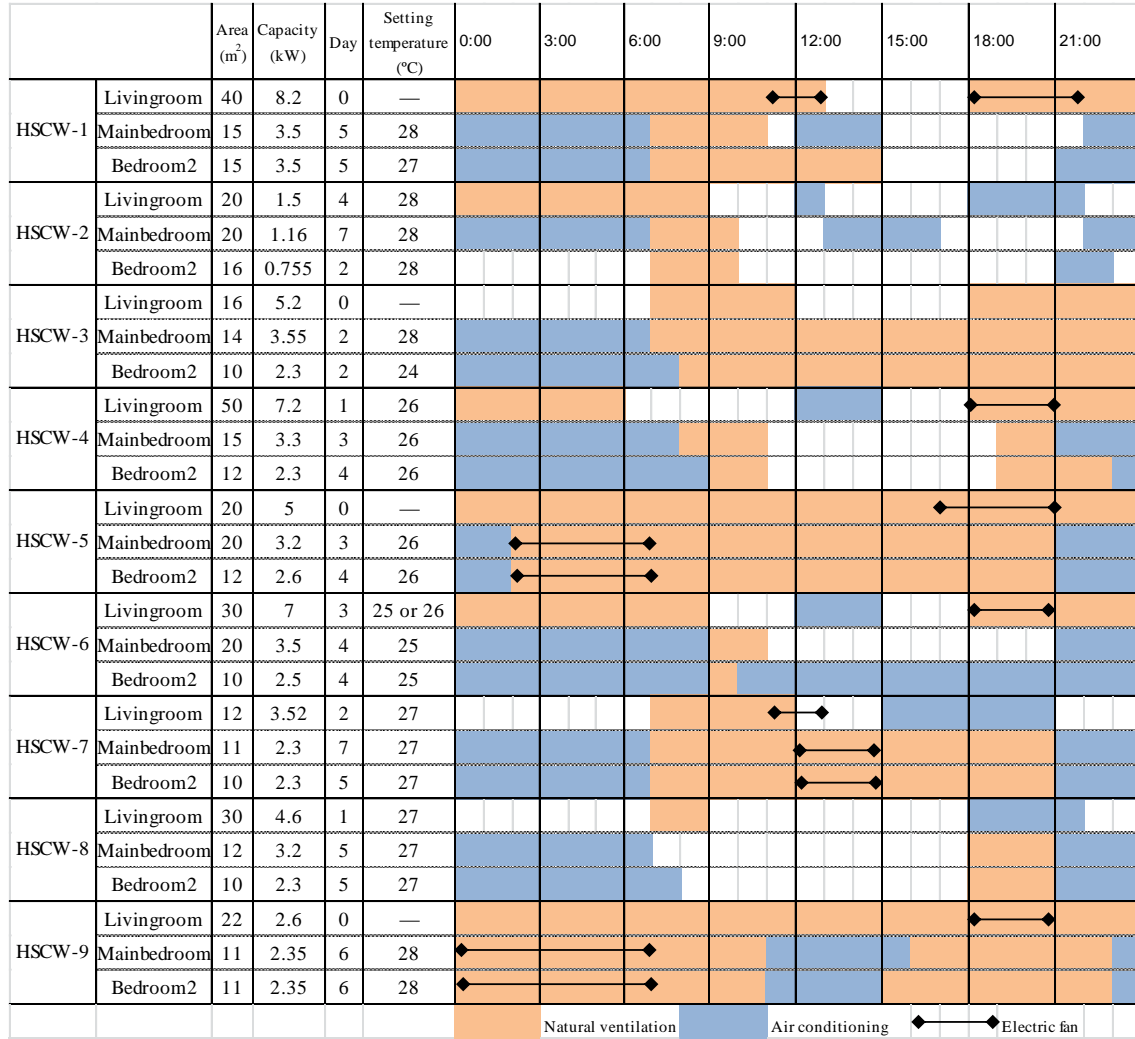 Area (m²) Capacity (kW) Day Setting temperature (ºC) 0:00 3:00 6:00 9:00 12:00 15:00 18:00 21:00
HSCW-1
Livingroom 40 8.2 0 —
Mainbedroom 15 3.5 5 28
Bedroom2 15 3.5 5 27
HSCW-2
Livingroom 20 1.5 4 28
Mainbedroom 20 1.16 7 28
Bedroom2 16 0.755 2 28
HSCW-3
Livingroom 16 5.2 0 —
Mainbedroom 14 3.55 2 28
Bedroom2 10 2.3 2 24
HSCW-4
Livingroom 50 7.2 1 26
Mainbedroom 15 3.3 3 26
Bedroom2 12 2.3 4 26
HSCW-5
Livingroom 20 5 0 —
Mainbedroom 20 3.2 3 26
Bedroom2 12 2.6 4 26
HSCW-6
Livingroom 30 7 3 25 or 26
Mainbedroom 20 3.5 4 25
Bedroom2 10 2.5 4 25
HSCW-7
Livingroom 12 3.52 2 27
Mainbedroom 11 2.3 7 27
Bedroom2 10 2.3 5 27
HSCW-8
Livingroom 30 4.6 1 27
Mainbedroom 12 3.2 5 27
Bedroom2 10 2.3 5 27
HSCW-9
Livingroom 22 2.6 0 —
Mainbedroom 11 2.35 6 28
Bedroom2 11 2.35 6 28
Natural ventilation Air conditioning Electric fan